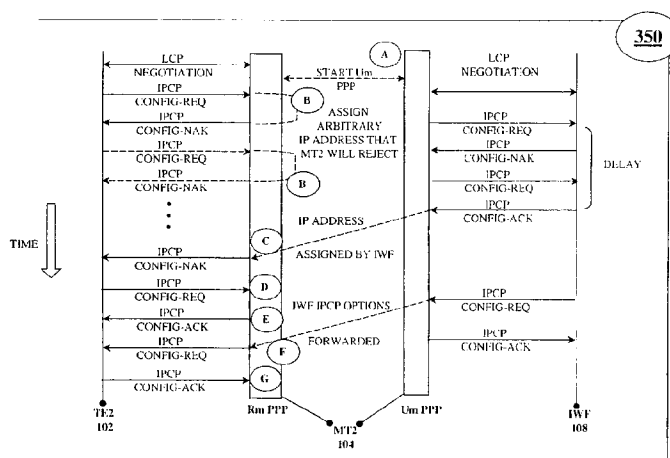 350
A
LCP
NEGOTIATION
START Um
PPP
LCP
NEGOTIATION
IPCP
CONFIG-REQ
B
IPCP
CONFIG-NAK
ASSIGN
ARBITRARY
IP ADDRESS THAT
MT2 WILL REJECT
IPCP
CONFIG-REQ
IPCP
CONFIG-NAK
IPCP
CONFIG-REQ
IPCP
CONFIG-NAK
B
IPCP
CONFIG-REQ
IPCP
CONFIG-ACK
DELAY
TIME
IP ADDRESS
C
ASSIGNED BY IWF
IPCP
CONFIG-NAK
IPCP
CONFIG-REQ
D
IWF IPCP OPTIONS
IPCP
CONFIG-REQ
IPCP
CONFIG-ACK
E
FORWARDED
IPCP
CONFIG-REQ
F
IPCP
CONFIG-ACK
IPCP
CONFIG-ACK
G
TE2
102
Rm PPP
MT2
104
Um PPP
IWF
108